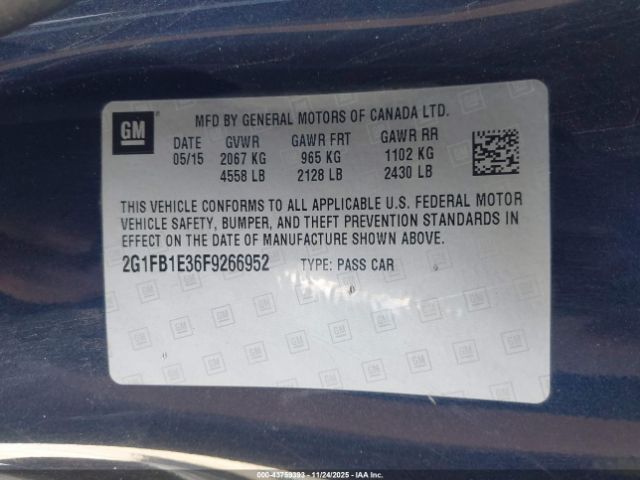 GM
MFD BY GENERAL MOTORS OF CANADA LTD.
DATE GVWR GAWR FRT GAWR RR
05/15 2067 KG 965 KG 1102 KG
4558 LB 2128 LB 2430 LB
THIS VEHICLE CONFORMS TO ALL APPLICABLE U.S. FEDERAL MOTOR
VEHICLE SAFETY, BUMPER, AND THEFT PREVENTION STANDARDS IN
EFFECT ON THE DATE OF MANUFACTURE SHOWN ABOVE.
2G1FB1E36F9266952 TYPE: PASS CAR
000-43759393 - 11/24/2025 - IAAI, Inc.